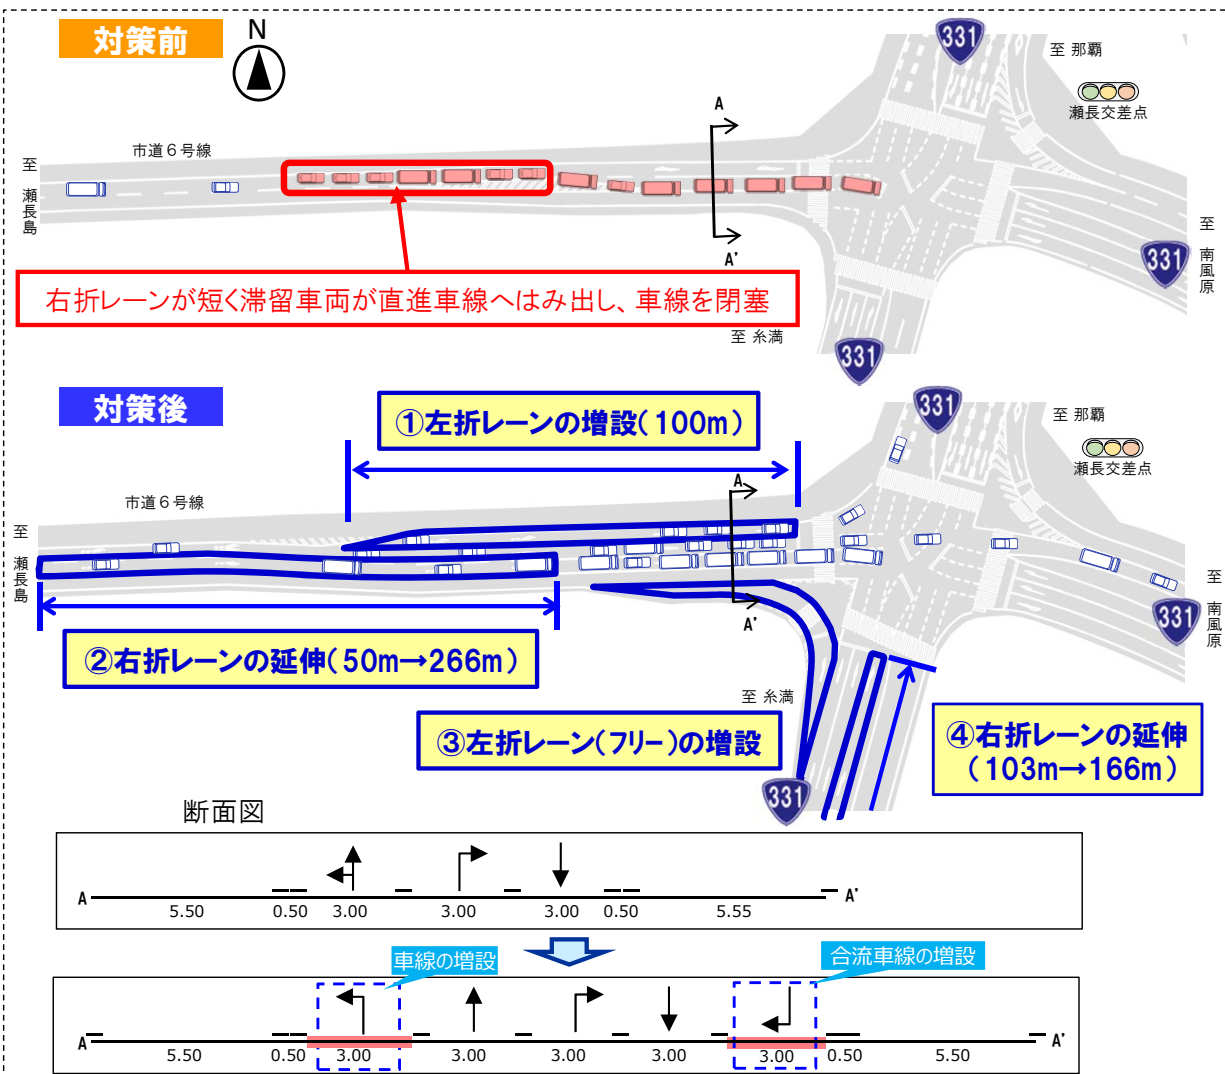 対策前
N
331
至 那覇
瀬長交差点
市道6号線
至 瀬長島
A
A'
至 南風原
331
右折レーンが短く滞留車両が直進車線へはみ出し、車線を閉塞
至 糸満
331
対策後
①左折レーンの増設(100m)
331
至 那覇
瀬長交差点
市道6号線
至 瀬長島
A
A'
至 南風原
331
②右折レーンの延伸(50m→266m)
至 糸満
③左折レーン(フリー)の増設
④右折レーンの延伸
(103m→166m)
331
断面図
A
A'
5.50 0.50 3.00 3.00 3.00 0.50 5.55
車線の増設
合流車線の増設
A
A'
5.50 0.50 3.00 3.00 3.00 3.00 3.00 0.50 5.50